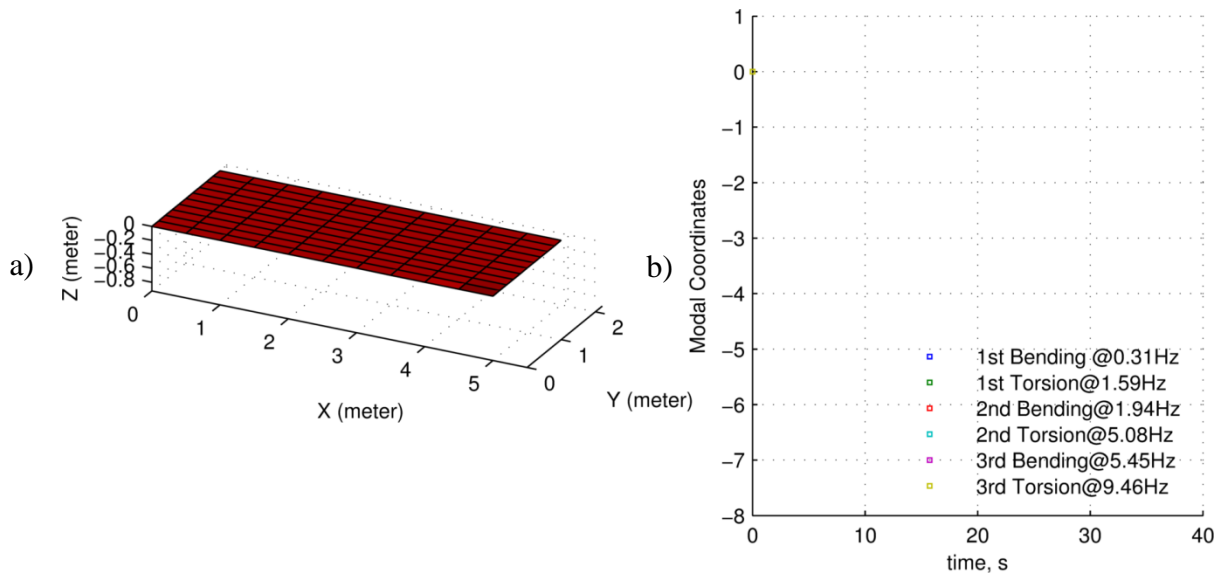 a)
Z (meter)
0
−0.2
−0.4
−0.6
−0.8
0
1
2
3
4
5
X (meter)
0
1
2
Y (meter)
b)
Modal Coordinates
1
0
−1
−2
−3
−4
−5
−6
−7
−8
1st Bending @0.31Hz
1st Torsion@1.59Hz
2nd Bending@1.94Hz
2nd Torsion@5.08Hz
3rd Bending@5.45Hz
3rd Torsion@9.46Hz
0 10 20 30 40
time, s